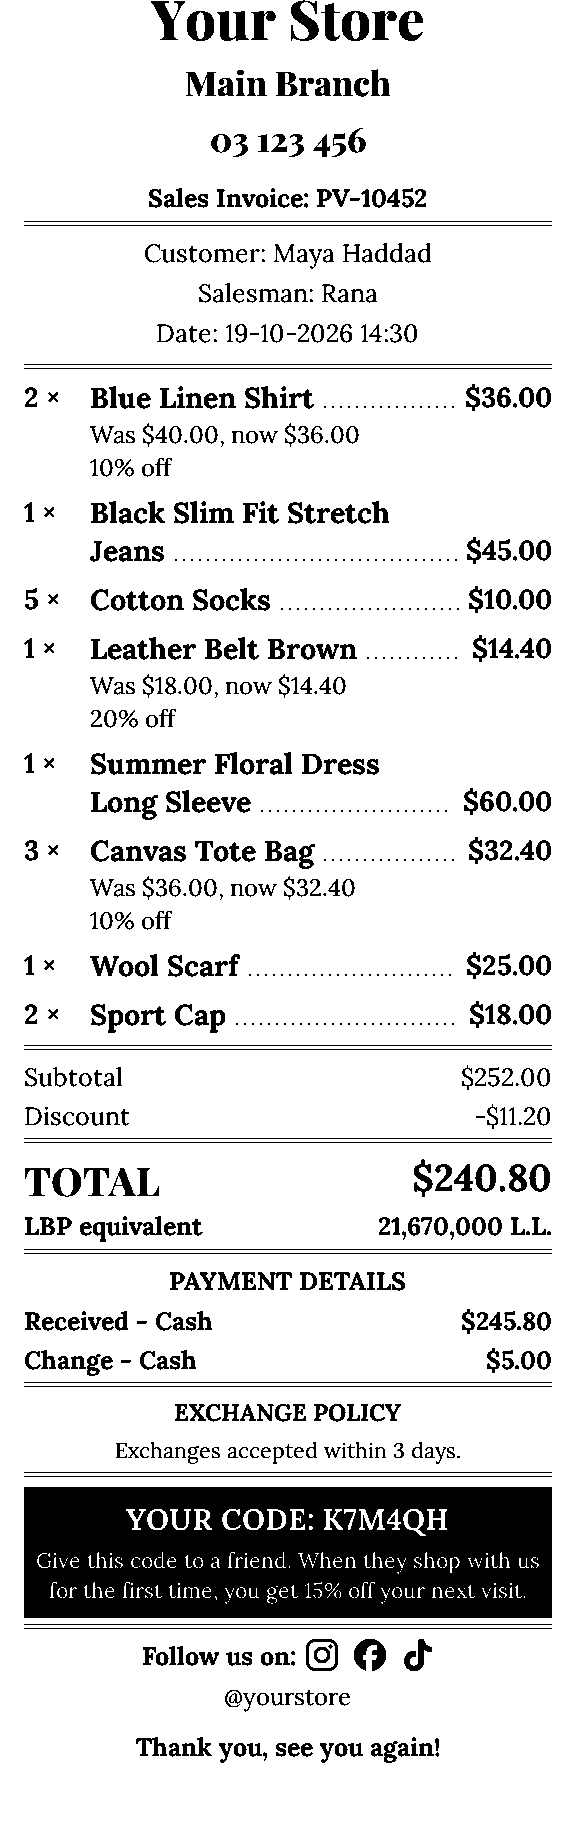 Your Store
Main Branch
03 123 456
Sales Invoice: PV-10452
Customer: Maya Haddad
Salesman: Rana
Date: 19-10-2026 14:30
2 × Blue Linen Shirt ................. $36.00
Was $40.00, now $36.00
10% off
1 × Black Slim Fit Stretch
Jeans .................................... $45.00
5 × Cotton Socks ....................... $10.00
1 × Leather Belt Brown ............ $14.40
Was $18.00, now $14.40
20% off
1 × Summer Floral Dress
Long Sleeve ........................ $60.00
3 × Canvas Tote Bag ................. $32.40
Was $36.00, now $32.40
10% off
1 × Wool Scarf .......................... $25.00
2 × Sport Cap ............................ $18.00
Subtotal $252.00
Discount -$11.20
TOTAL $240.80
LBP equivalent 21,670,000 L.L.
PAYMENT DETAILS
Received - Cash $245.80
Change - Cash $5.00
EXCHANGE POLICY
Exchanges accepted within 3 days.
YOUR CODE: K7M4QH
Give this code to a friend. When they shop with us
for the first time, you get 15% off your next visit.
Follow us on:
@yourstore
Thank you, see you again!